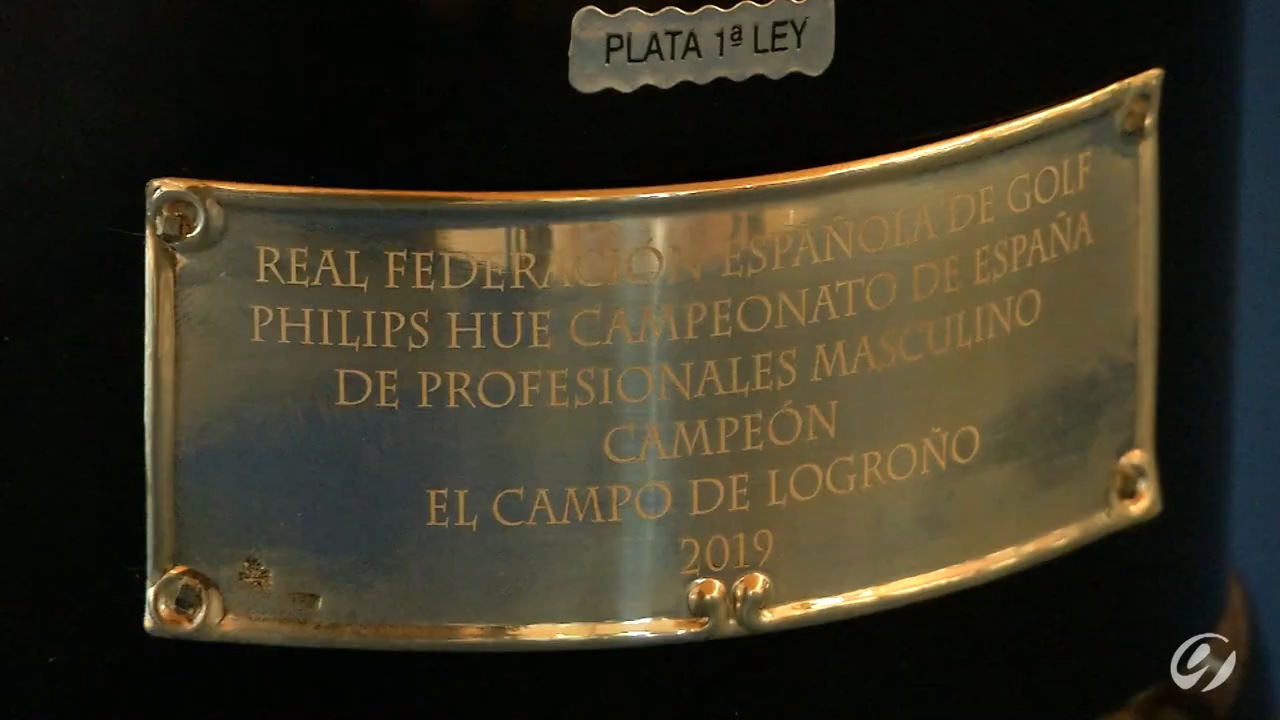 PLATA 1ª LEY
REAL FEDERACIÓN ESPAÑOLA DE GOLF
PHILIPS HUE CAMPEONATO DE ESPAÑA
DE PROFESIONALES MASCULINO
CAMPEÓN
EL CAMPO DE LOGROÑO
2019